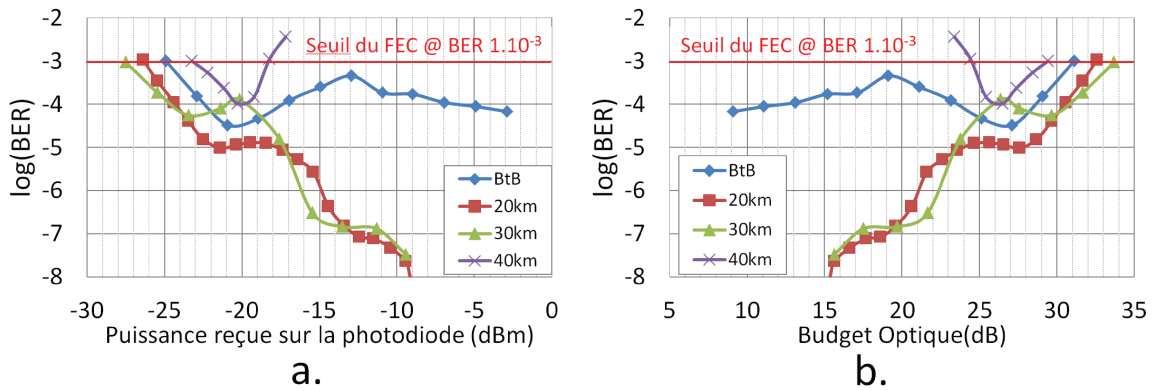 -2
-3
-4
-5
-6
-7
-8
log(BER)
Seuil du FEC @ BER 1.10-3
BtB
20km
30km
40km
-30 -25 -20 -15 -10 -5 0
Puissance reçue sur la photodiode (dBm)
a.
-2
-3
-4
-5
-6
-7
-8
log(BER)
Seuil du FEC @ BER 1.10-3
BtB
20km
30km
40km
5 10 15 20 25 30 35
Budget Optique(dB)
b.